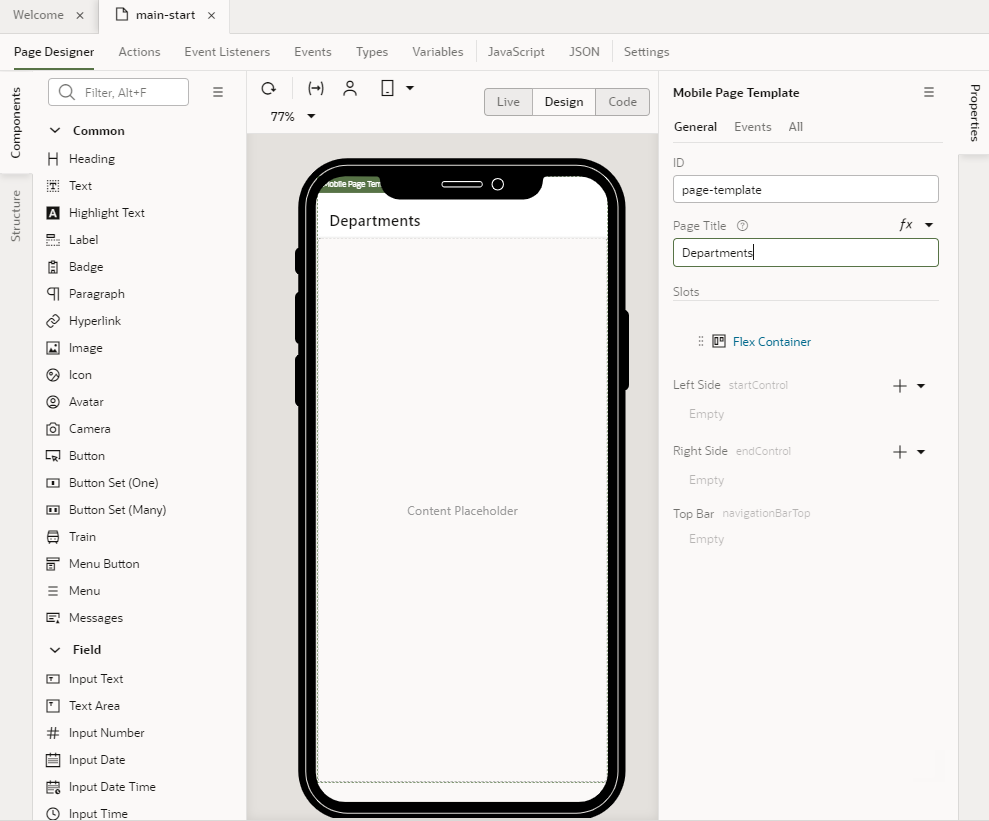 Welcome
main-start
Page Designer
Actions
Event Listeners
Events
Types
Variables
JavaScript
JSON
Settings
Components
Structure
Filter, Alt+F
Common
Heading
Text
Highlight Text
Label
Badge
Paragraph
Hyperlink
Image
Icon
Avatar
Camera
Button
Button Set (One)
Button Set (Many)
Train
Menu Button
Menu
Messages
Field
Input Text
Text Area
Input Number
Input Date
Input Date Time
Input Time
77%
Live
Design
Code
Mobile Page Tem
Departments
Content Placeholder
Mobile Page Template
General
Events
All
ID
page-template
Page Title
fx
Departments
Slots
Flex Container
Left Side startControl
Empty
Right Side endControl
Empty
Top Bar navigationBarTop
Empty
Properties